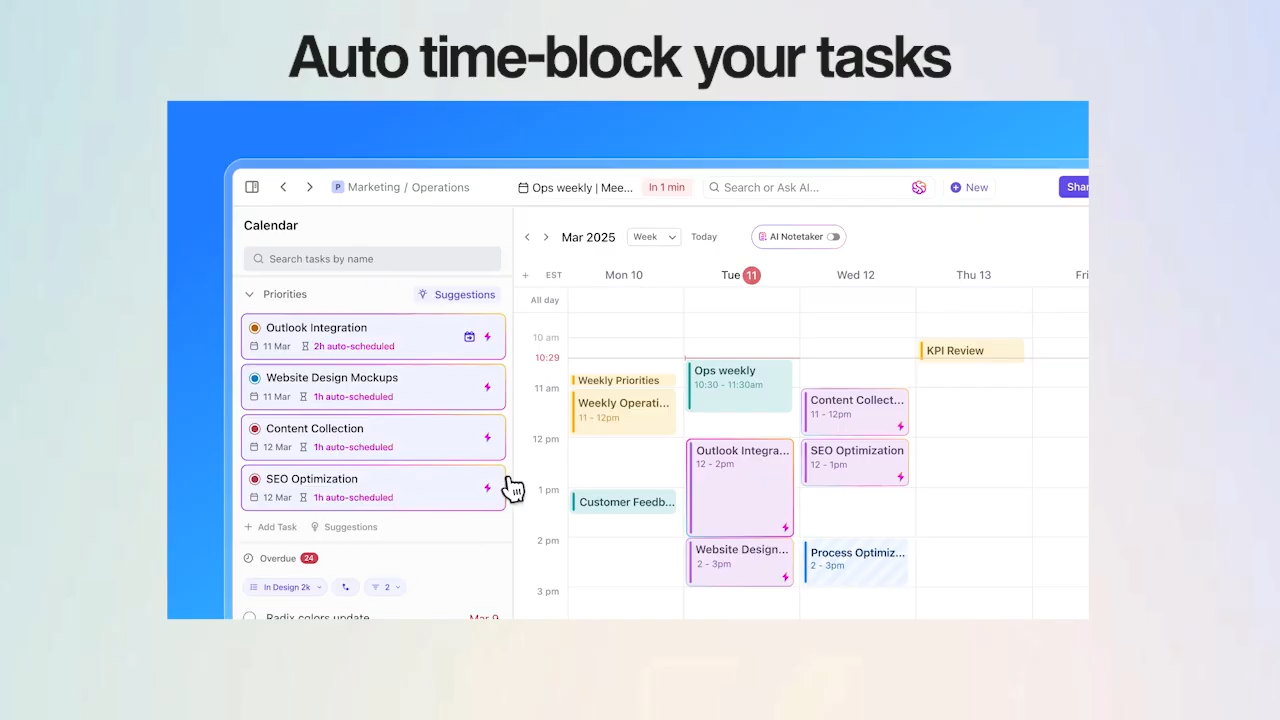 Auto time-block your tasks
P Marketing / Operations
Ops weekly | Mee... In 1 min
Search or Ask AI...
New
Calendar
Search tasks by name
Priorities
Suggestions
Outlook Integration
11 Mar 2h auto-scheduled
Website Design Mockups
11 Mar 1h auto-scheduled
Content Collection
12 Mar 1h auto-scheduled
SEO Optimization
12 Mar 1h auto-scheduled
+ Add Task Suggestions
Overdue 24
In Design 2k 2
Radix colors update Mar 9
Mar 2025 Week Today AI Notetaker
+ EST Mon 10 Tue 11 Wed 12 Thu 13
All day
10 am
10:29
11 am
12 pm
1 pm
2 pm
3 pm
Weekly Priorities
Weekly Operati...
11 - 12pm
Customer Feedb...
Ops weekly
10:30 - 11:30am
Outlook Integra...
12 - 2pm
Website Design...
2 - 3pm
Content Collect...
11 - 12pm
SEO Optimization
12 - 1pm
Process Optimiz...
2 - 3pm
KPI Review